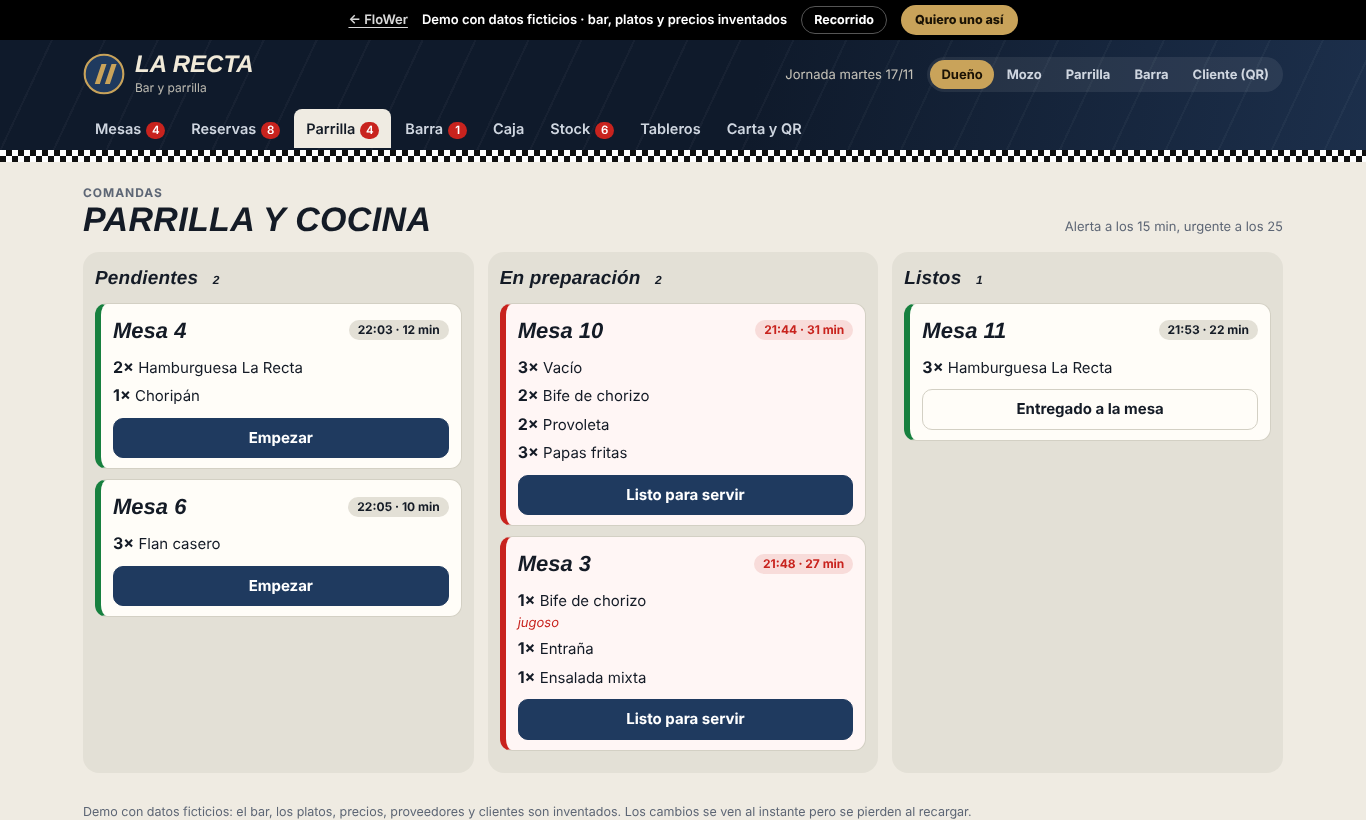 ← FloWer Demo con datos ficticios · bar, platos y precios inventados Recorrido Quiero uno así
LA RECTA
Bar y parrilla
Jornada martes 17/11 Dueño Mozo Parrilla Barra Cliente (QR)
Mesas 4 Reservas 8 Parrilla 4 Barra 1 Caja Stock 6 Tableros Carta y QR
COMANDAS
PARRILLA Y COCINA
Alerta a los 15 min, urgente a los 25
Pendientes 2
Mesa 4 22:03 · 12 min
2× Hamburguesa La Recta
1× Choripán
Empezar
Mesa 6 22:05 · 10 min
3× Flan casero
Empezar
En preparación 2
Mesa 10 21:44 · 31 min
3× Vacío
2× Bife de chorizo
2× Provoleta
3× Papas fritas
Listo para servir
Mesa 3 21:48 · 27 min
1× Bife de chorizo
jugoso
1× Entraña
1× Ensalada mixta
Listo para servir
Listos 1
Mesa 11 21:53 · 22 min
3× Hamburguesa La Recta
Entregado a la mesa
Demo con datos ficticios: el bar, los platos, precios, proveedores y clientes son inventados. Los cambios se ven al instante pero se pierden al recargar.